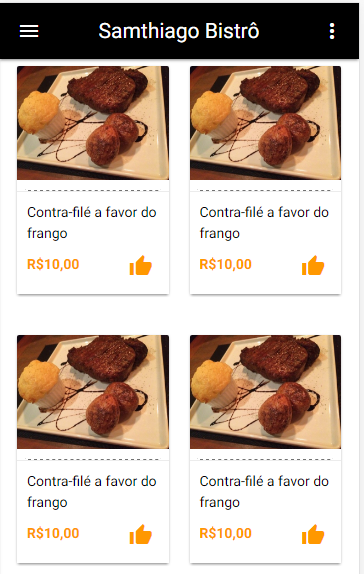 Samthiago Bistrô
Contra-filé a favor do
frango
R$10,00
Contra-filé a favor do
frango
R$10,00
Contra-filé a favor do
frango
R$10,00
Contra-filé a favor do
frango
R$10,00